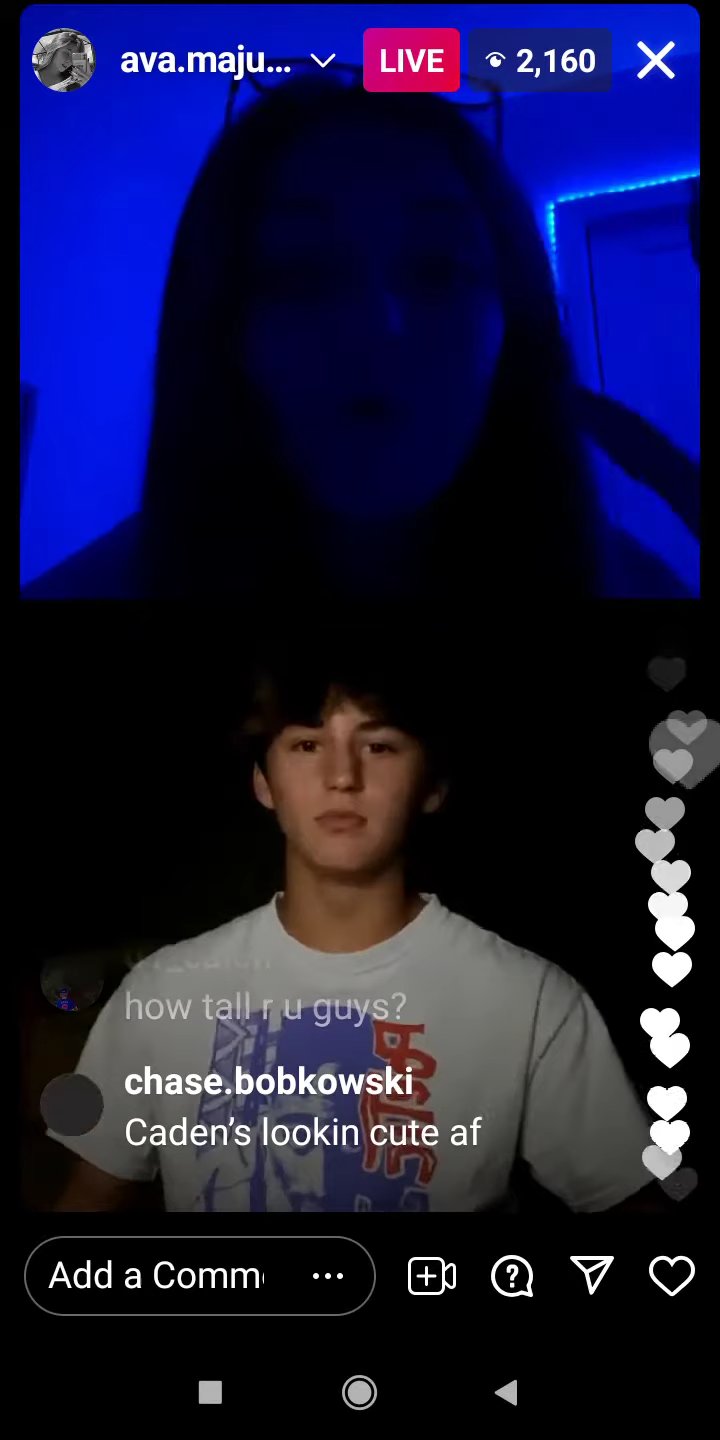 ava.maju...
LIVE
2,160
how tall r u guys?
chase.bobkowski
Caden's lookin cute af
Add a Comm